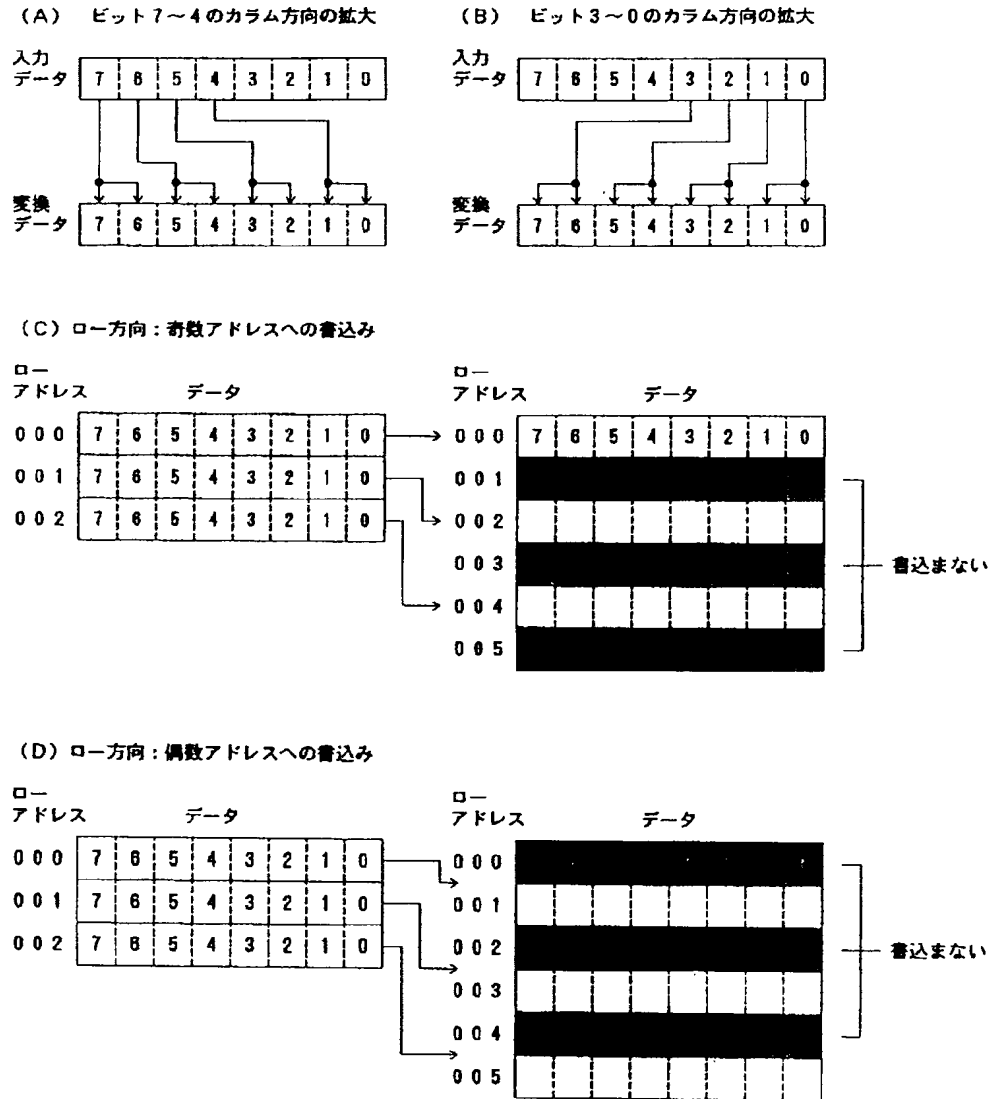 (A) ビット7〜4のカラム方向の拡大
入力
データ 7 6 5 4 3 2 1 0
変換
データ 7 6 5 4 3 2 1 0
(B) ビット3〜0のカラム方向の拡大
入力
データ 7 6 5 4 3 2 1 0
変換
データ 7 6 5 4 3 2 1 0
(C)ロー方向:奇数アドレスへの書込み
ロー
アドレス データ
000 7 6 5 4 3 2 1 0
001 7 6 5 4 3 2 1 0
002 7 6 5 4 3 2 1 0
ロー
アドレス データ
000 7 6 5 4 3 2 1 0
001
002
003
004
005
書込まない
(D)ロー方向:偶数アドレスへの書込み
ロー
アドレス データ
000 7 6 5 4 3 2 1 0
001 7 6 5 4 3 2 1 0
002 7 6 5 4 3 2 1 0
ロー
アドレス データ
000
001
002
003
004
005
書込まない